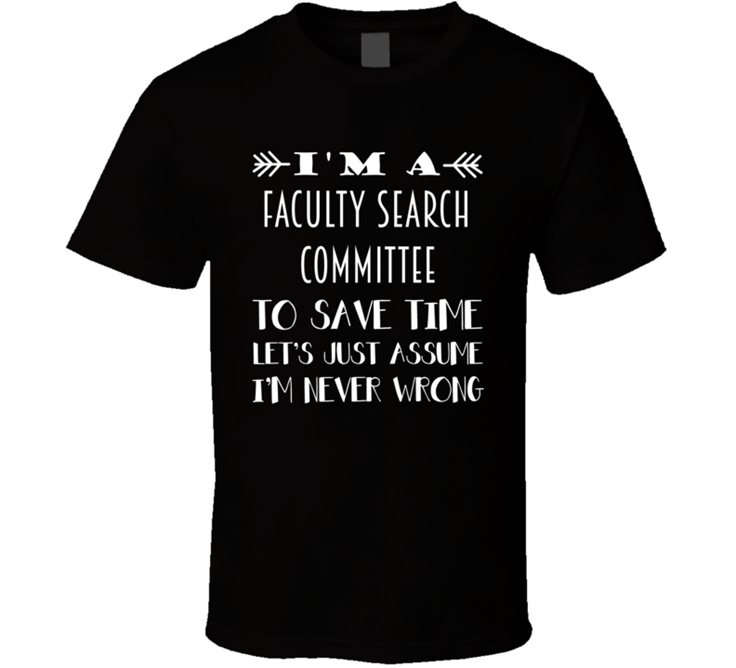 I'M A
FACULTY SEARCH
COMMITTEE
TO SAVE TIME
LET'S JUST ASSUME
I'M NEVER WRONG